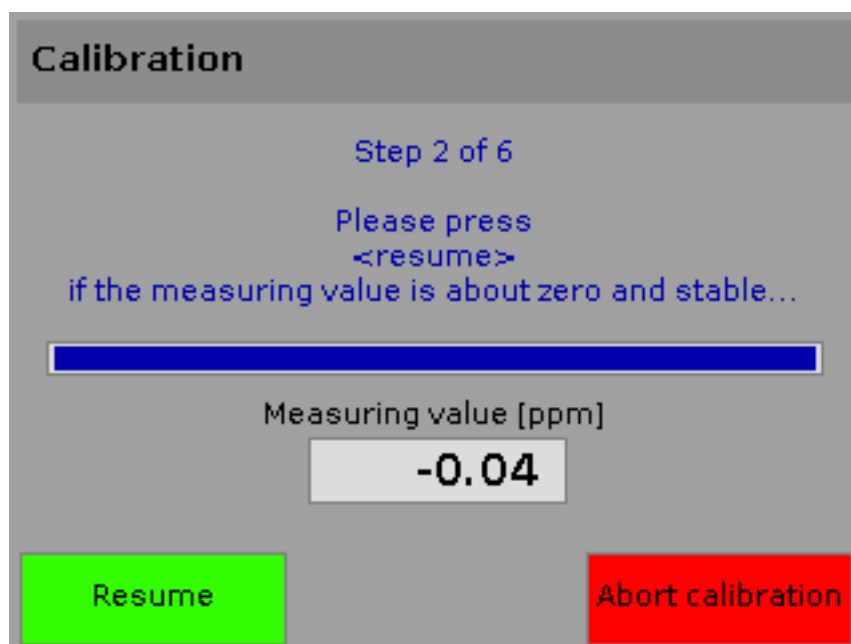 Calibration
Step 2 of 6
Please press
<resume>
if the measuring value is about zero and stable...
Measuring value [ppm]
-0.04
Resume
Abort calibration